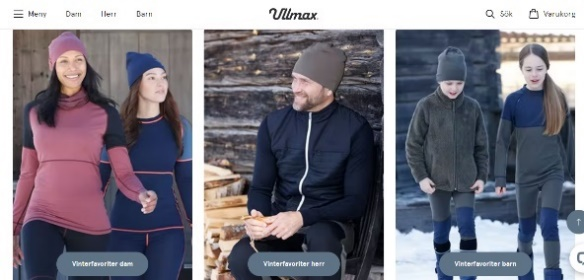 Meny Dam Herr Barn Ullmax. Sök Varukorg
Vinterfavoriter dam Vinterfavoriter herr Vinterfavoriter barn